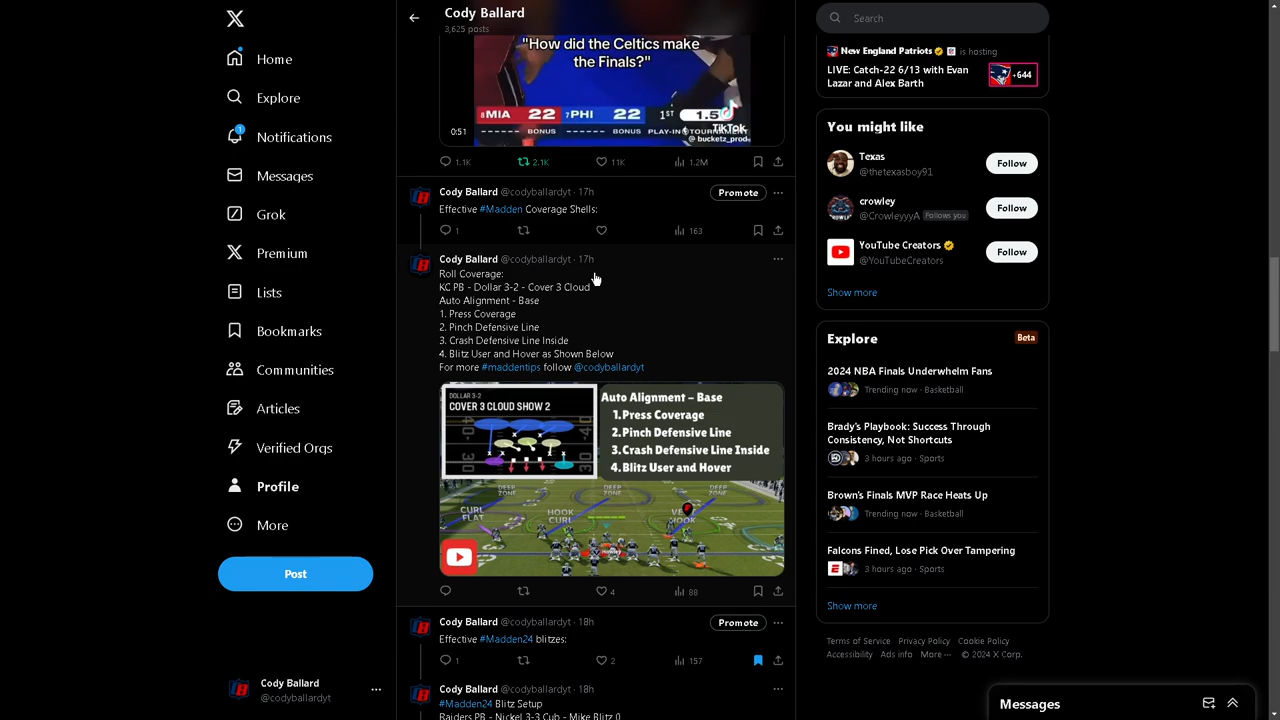 Home
Explore
1
Notifications
Messages
Grok
Premium
Lists
Bookmarks
Communities
Articles
Verified Orgs
Profile
More
Post
Cody Ballard
@codyballardyt
Cody Ballard
3,625 posts
"How did the Celtics make
the Finals?"
8 MIA 22 7 PHI 22 1ST 1.5
BONUS BONUS PLAY-IN TOURNAMENT
TikTok
@ bucketz_prod
0:51
1.1K 2.1K 11K 1.2M
Cody Ballard @codyballardyt · 17h
Promote
Effective #Madden Coverage Shells:
1 163
Cody Ballard @codyballardyt · 17h
Roll Coverage:
KC PB - Dollar 3-2 - Cover 3 Cloud
Auto Alignment - Base
1. Press Coverage
2. Pinch Defensive Line
3. Crash Defensive Line Inside
4. Blitz User and Hover as Shown Below
For more #maddentips follow @codyballardyt
DOLLAR 3-2
COVER 3 CLOUD SHOW 2
Auto Alignment – Base
1. Press Coverage
2. Pinch Defensive Line
3. Crash Defensive Line Inside
4. Blitz User and Hover
DEEP ZONE
DEEP ZONE
DEEP ZONE
CURL FLAT
HOOK CURL
4 88
Cody Ballard @codyballardyt · 18h
Promote
Effective #Madden24 blitzes:
1 2 157
Cody Ballard @codyballardyt · 18h
#Madden24 Blitz Setup
Raiders PB - Nickel 3-3 Cub - Mike Blitz 0
Search
New England Patriots is hosting
LIVE: Catch-22 6/13 with Evan
Lazar and Alex Barth
+644
You might like
Texas
@thetexasboy91
Follow
crowley
@CrowleyyyA Follows you
Follow
YouTube Creators
@YouTubeCreators
Follow
Show more
Explore
Beta
2024 NBA Finals Underwhelm Fans
Trending now · Basketball
Brady's Playbook: Success Through
Consistency, Not Shortcuts
3 hours ago · Sports
Brown's Finals MVP Race Heats Up
Trending now · Basketball
Falcons Fined, Lose Pick Over Tampering
3 hours ago · Sports
Show more
Terms of Service Privacy Policy Cookie Policy
Accessibility Ads info More ··· © 2024 X Corp.
Messages